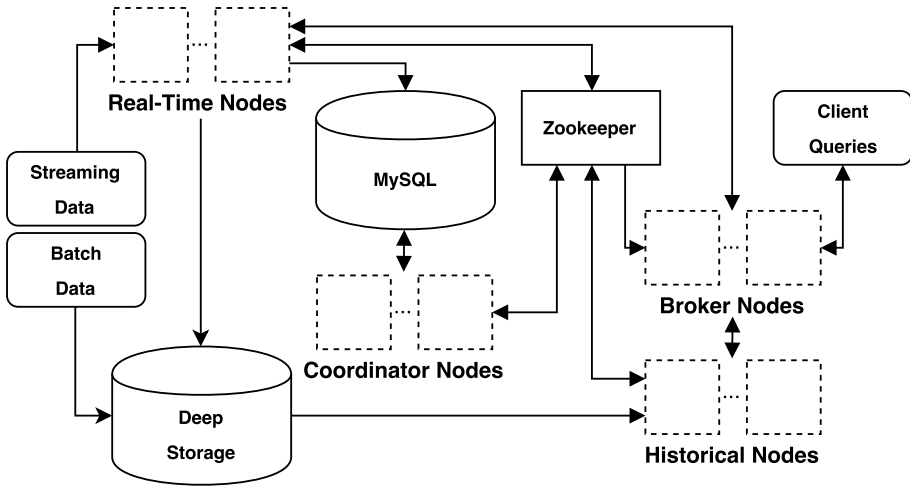 ...
Real-Time Nodes
Streaming
Data
Batch
Data
MySQL
Zookeeper
Client
Queries
...
Broker Nodes
...
Coordinator Nodes
Deep
Storage
...
Historical Nodes